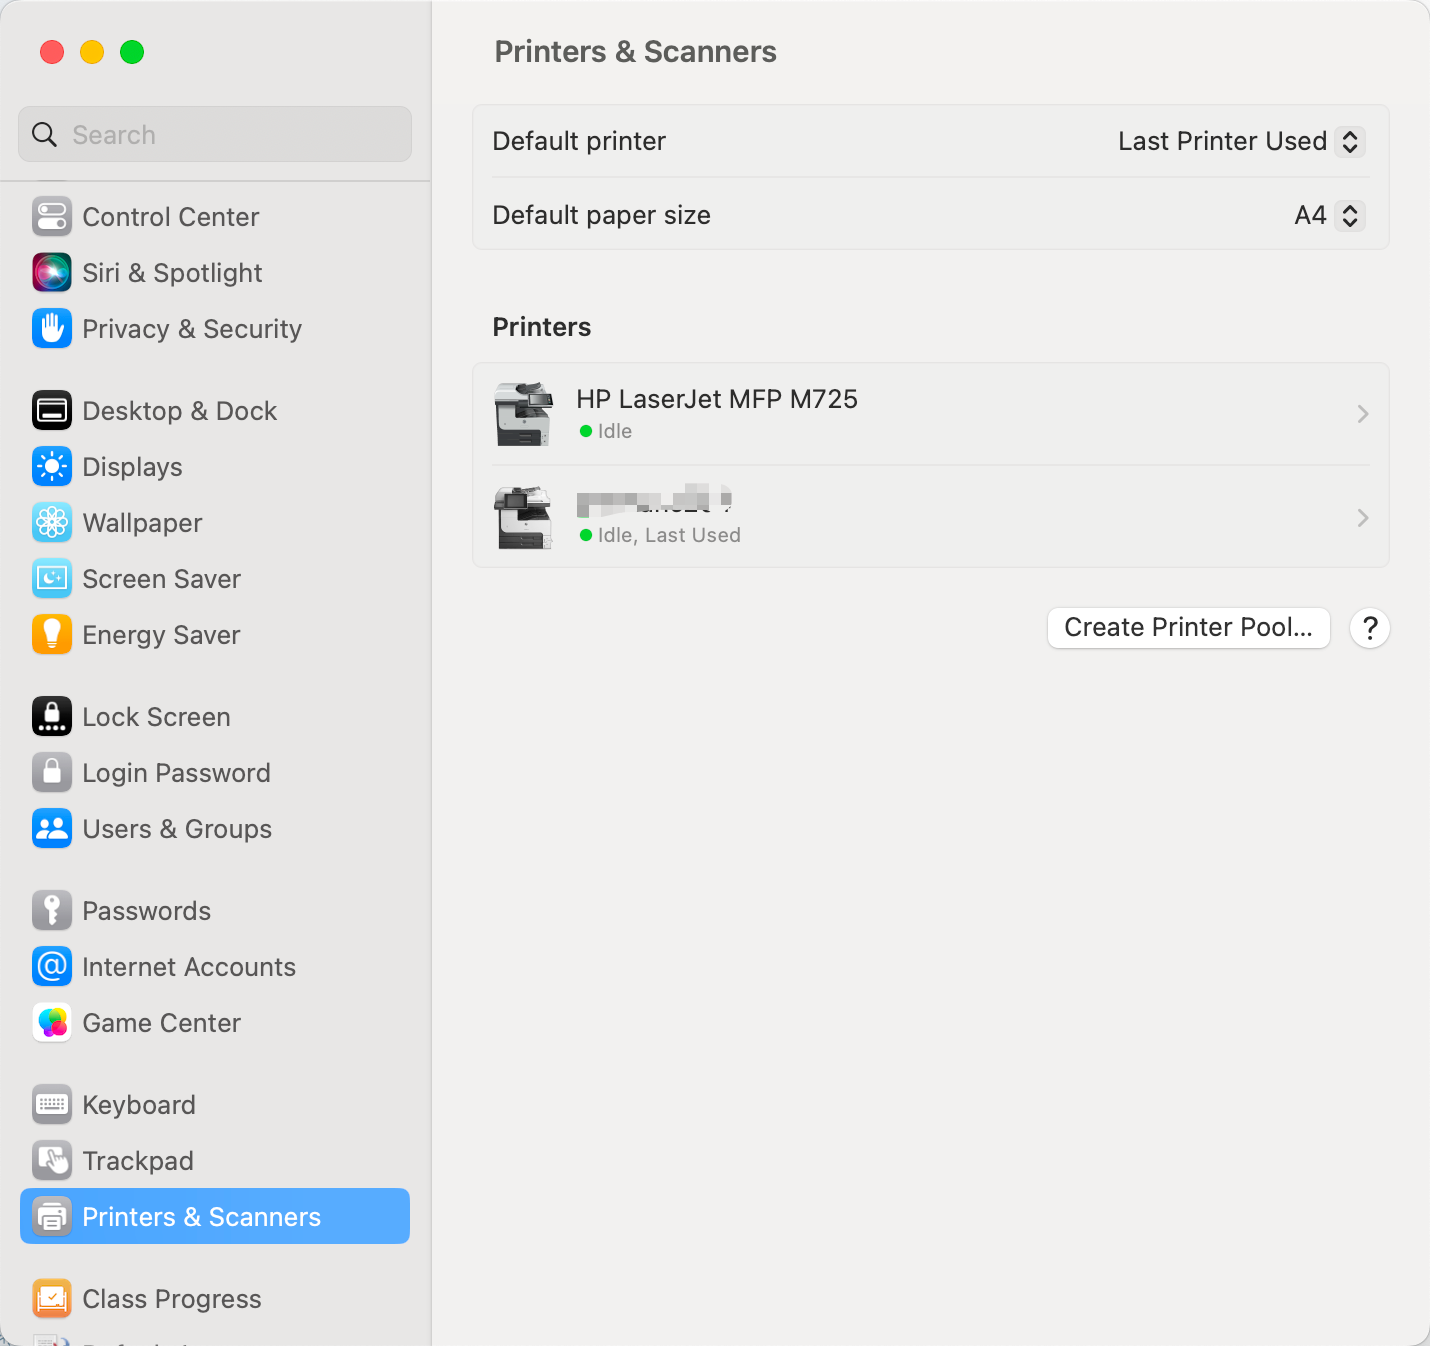 Search
Control Center
Siri & Spotlight
Privacy & Security
Desktop & Dock
Displays
Wallpaper
Screen Saver
Energy Saver
Lock Screen
Login Password
Users & Groups
Passwords
Internet Accounts
Game Center
Keyboard
Trackpad
Printers & Scanners
Class Progress
Printers & Scanners
Default printer Last Printer Used
Default paper size A4
Printers
HP LaserJet MFP M725
Idle
Idle, Last Used
Create Printer Pool...
?